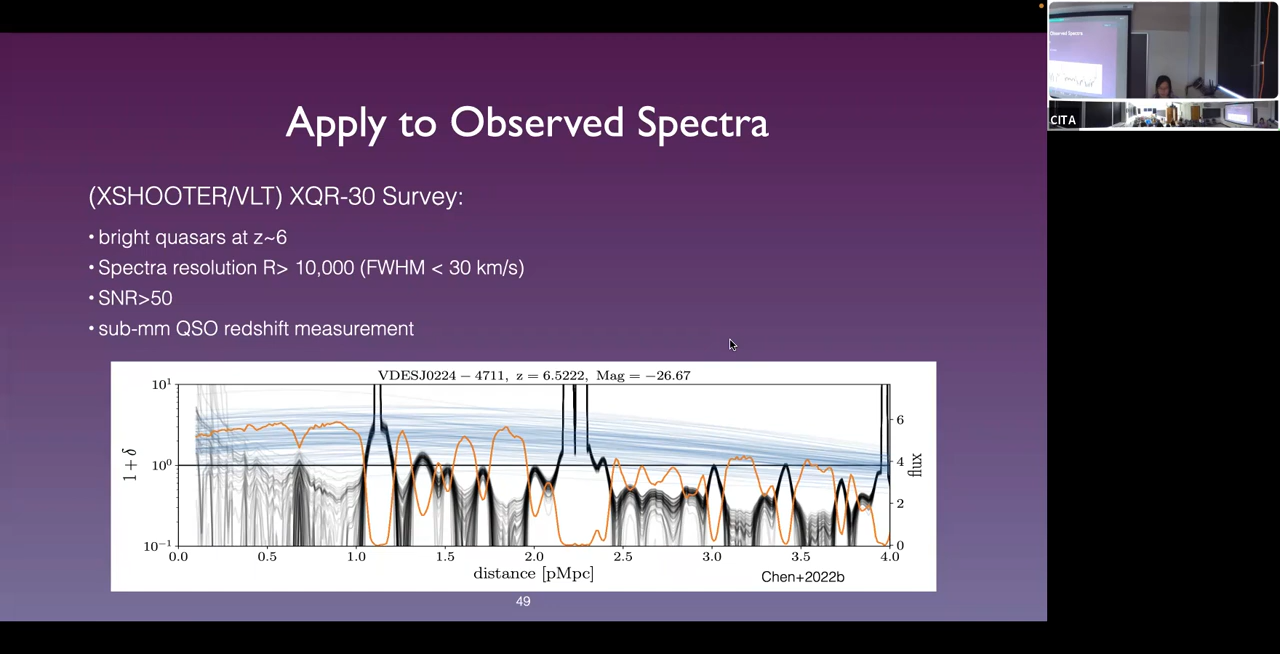 Apply to Observed Spectra
(XSHOOTER/VLT) XQR-30 Survey:
• bright quasars at z~6
• Spectra resolution R> 10,000 (FWHM < 30 km/s)
• SNR>50
• sub-mm QSO redshift measurement
VDESJ0224 − 4711, z = 6.5222, Mag = −26.67
10¹
10⁰
10⁻¹
1 + δ
6
4
2
0
flux
0.0 0.5 1.0 1.5 2.0 2.5 3.0 3.5 4.0
distance [pMpc]
Chen+2022b
49
Observed Spectra
CITA